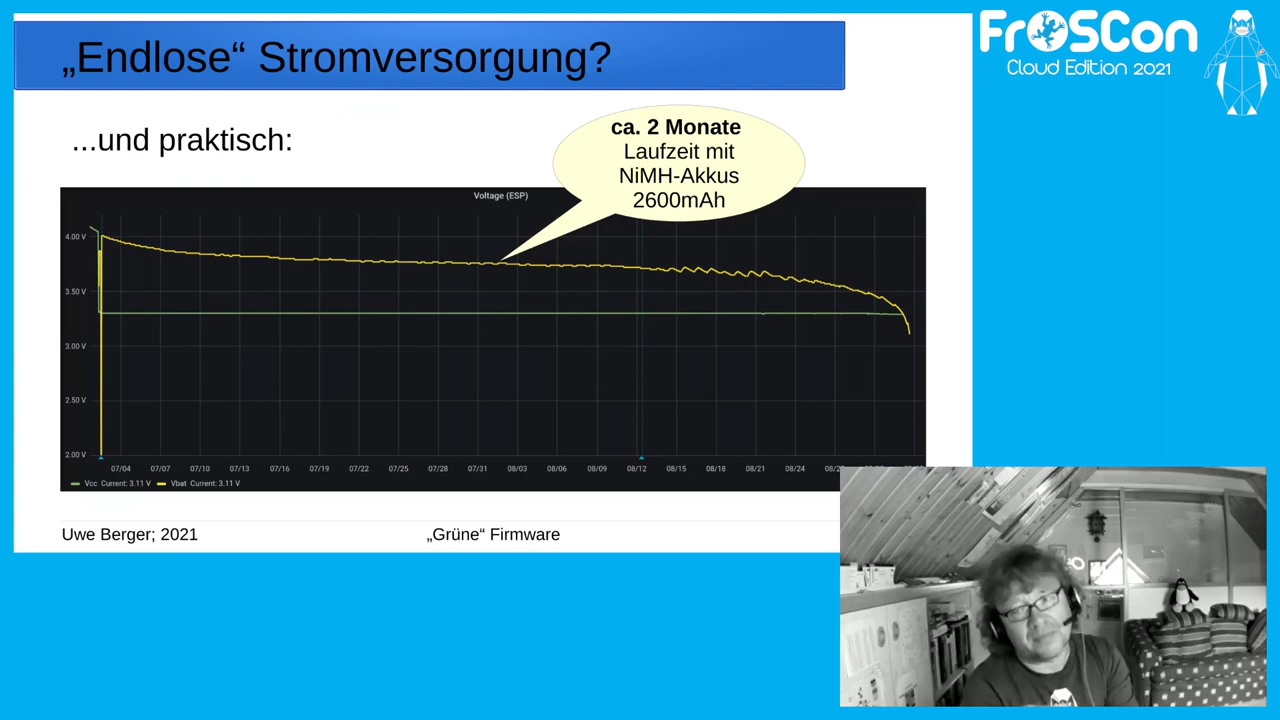 „Endlose“ Stromversorgung?
FrOSCon
Cloud Edition 2021
...und praktisch:
ca. 2 Monate
Laufzeit mit
NiMH-Akkus
2600mAh
Voltage (ESP)
4.00 V
3.50 V
3.00 V
2.50 V
2.00 V
07/04 07/07 07/10 07/13 07/16 07/19 07/22 07/25 07/28 07/31 08/03 08/06 08/09 08/12 08/15 08/18 08/21 08/24
Vcc Current: 3.11 V Vbat Current: 3.11 V
Uwe Berger; 2021
„Grüne“ Firmware